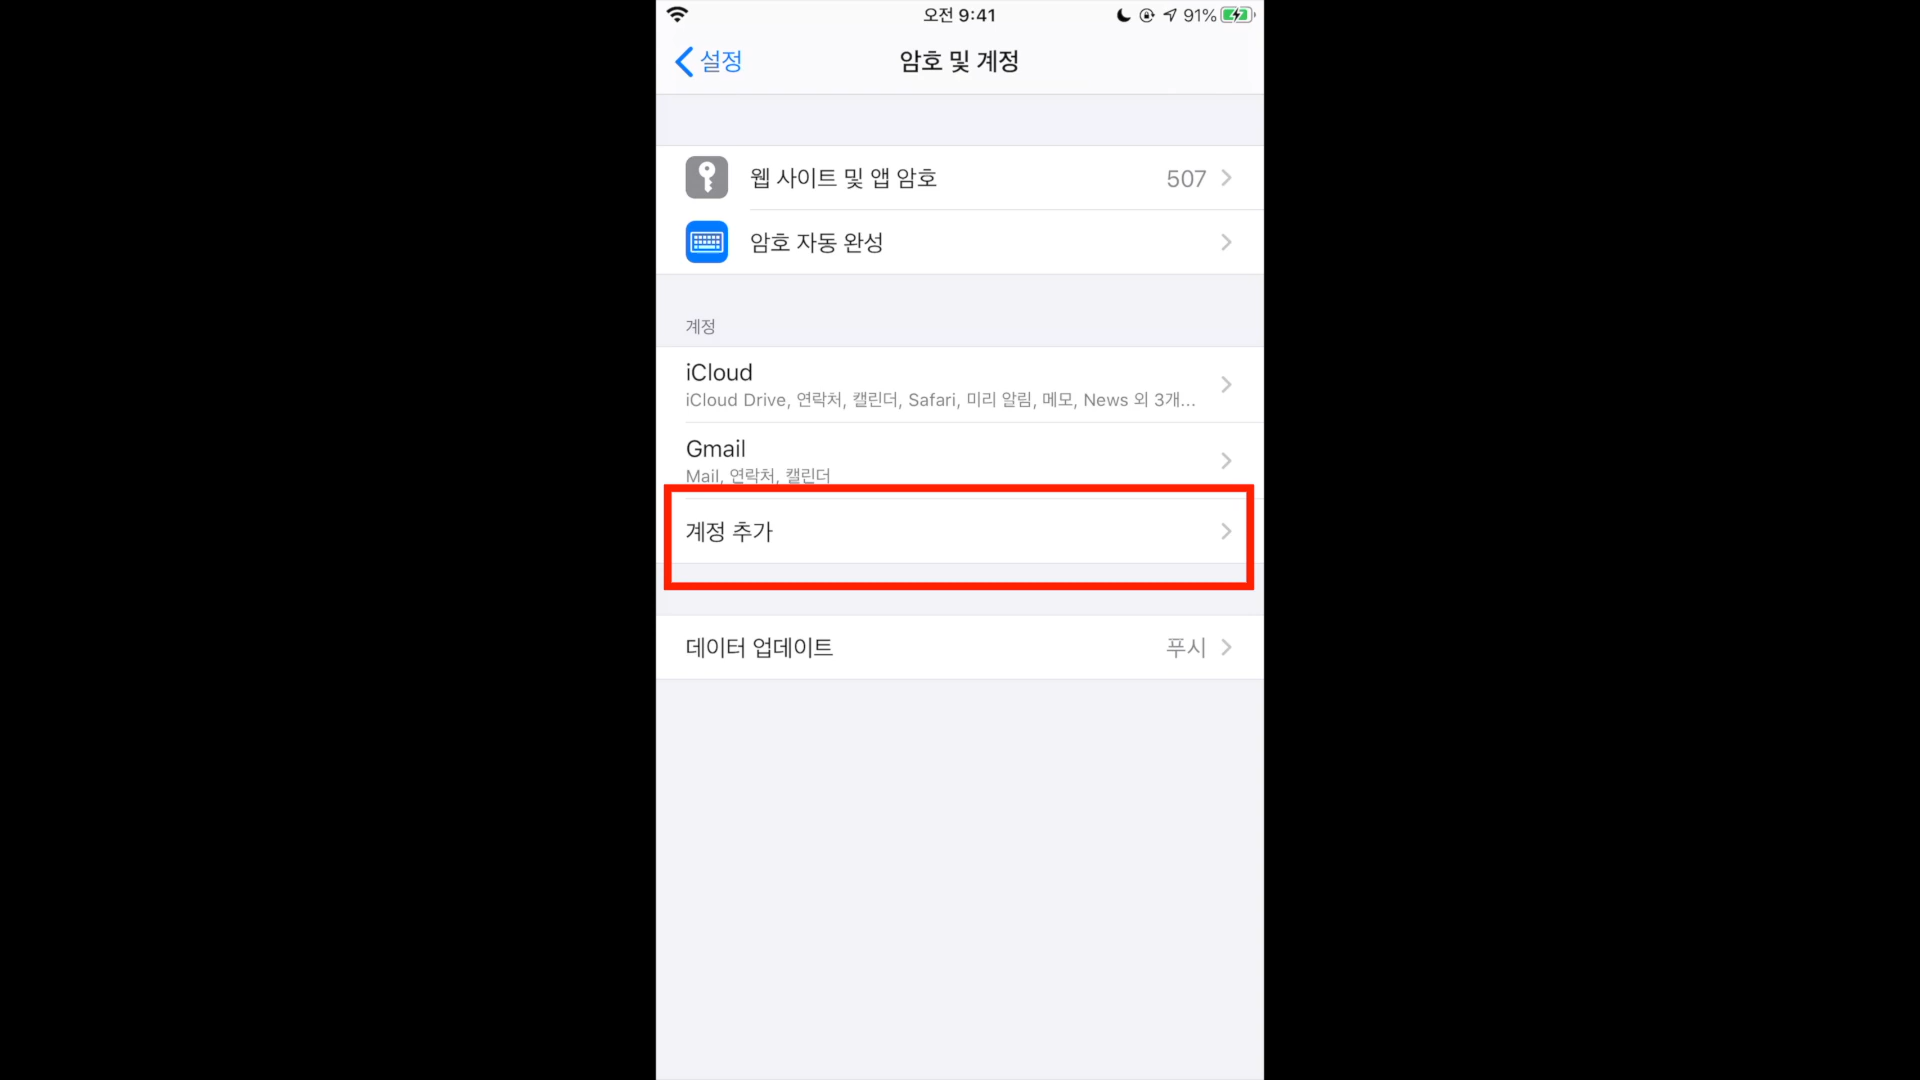 오전 9:41
91%
설정
암호 및 계정
웹 사이트 및 앱 암호
507
암호 자동 완성
계정
iCloud
iCloud Drive, 연락처, 캘린더, Safari, 미리 알림, 메모, News 외 3개...
Gmail
Mail, 연락처, 캘린더
계정 추가
데이터 업데이트
푸시